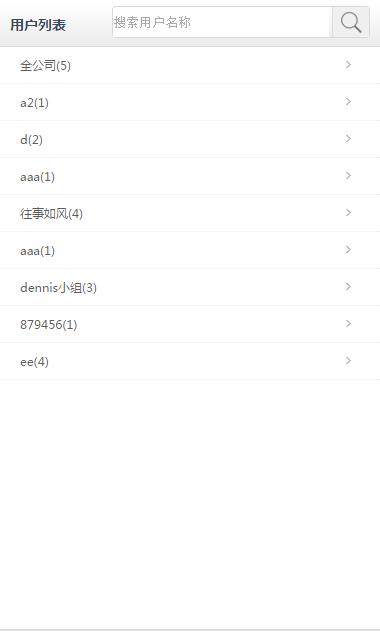 用户列表
搜索用户名称
全公司(5)
a2(1)
d(2)
aaa(1)
往事如风(4)
aaa(1)
dennis小组(3)
879456(1)
ee(4)